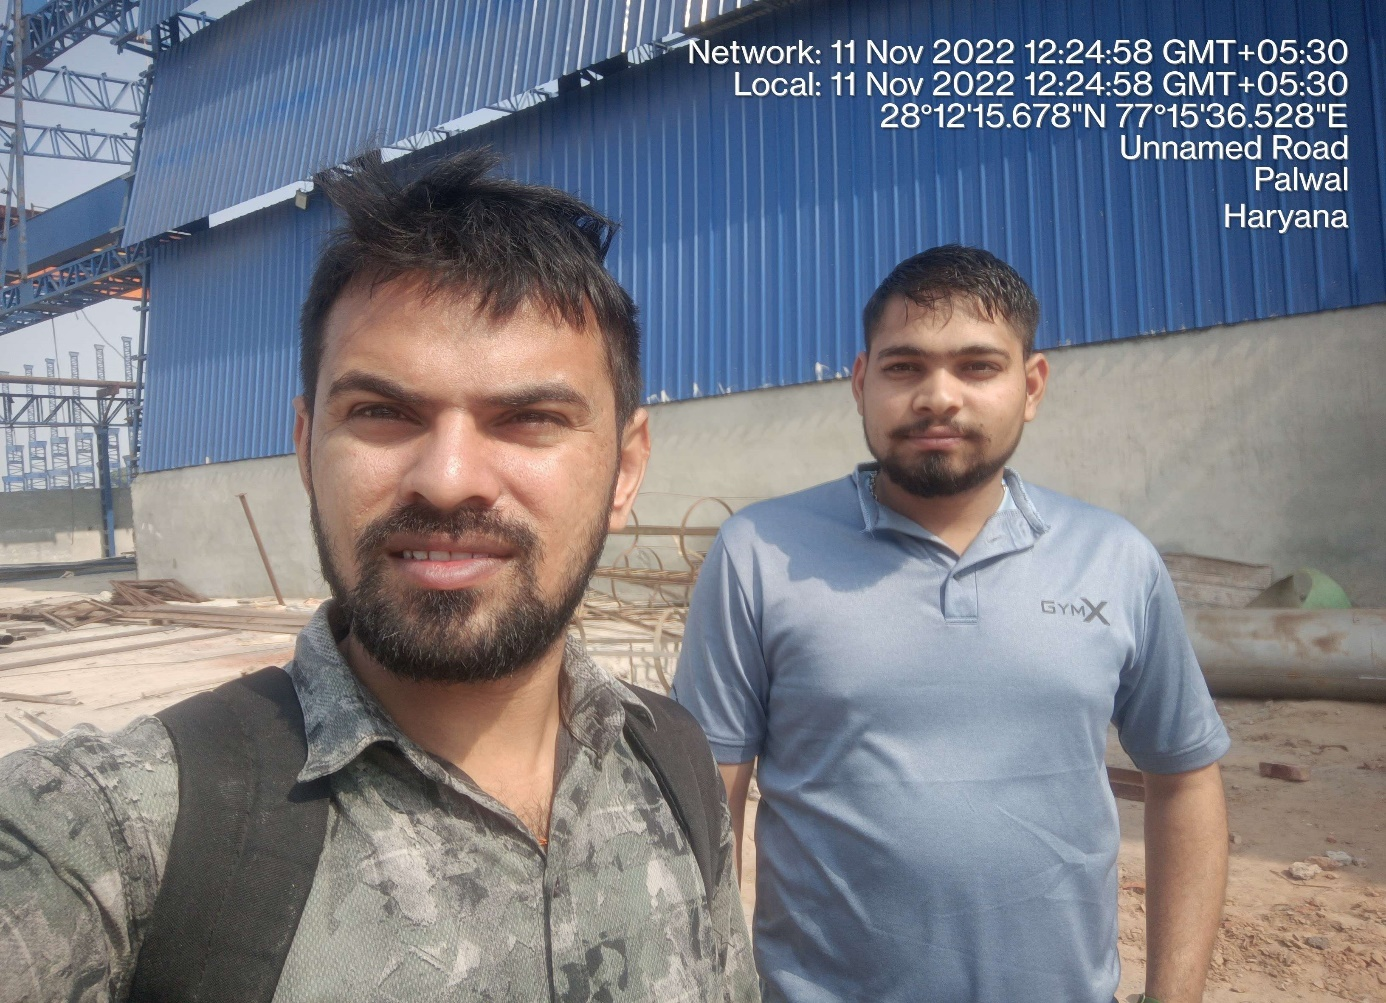 Network: 11 Nov 2022 12:24:58 GMT+05:30
Local: 11 Nov 2022 12:24:58 GMT+05:30
28°12'15.678"N 77°15'36.528"E
Unnamed Road
Palwal
Haryana
GYMX